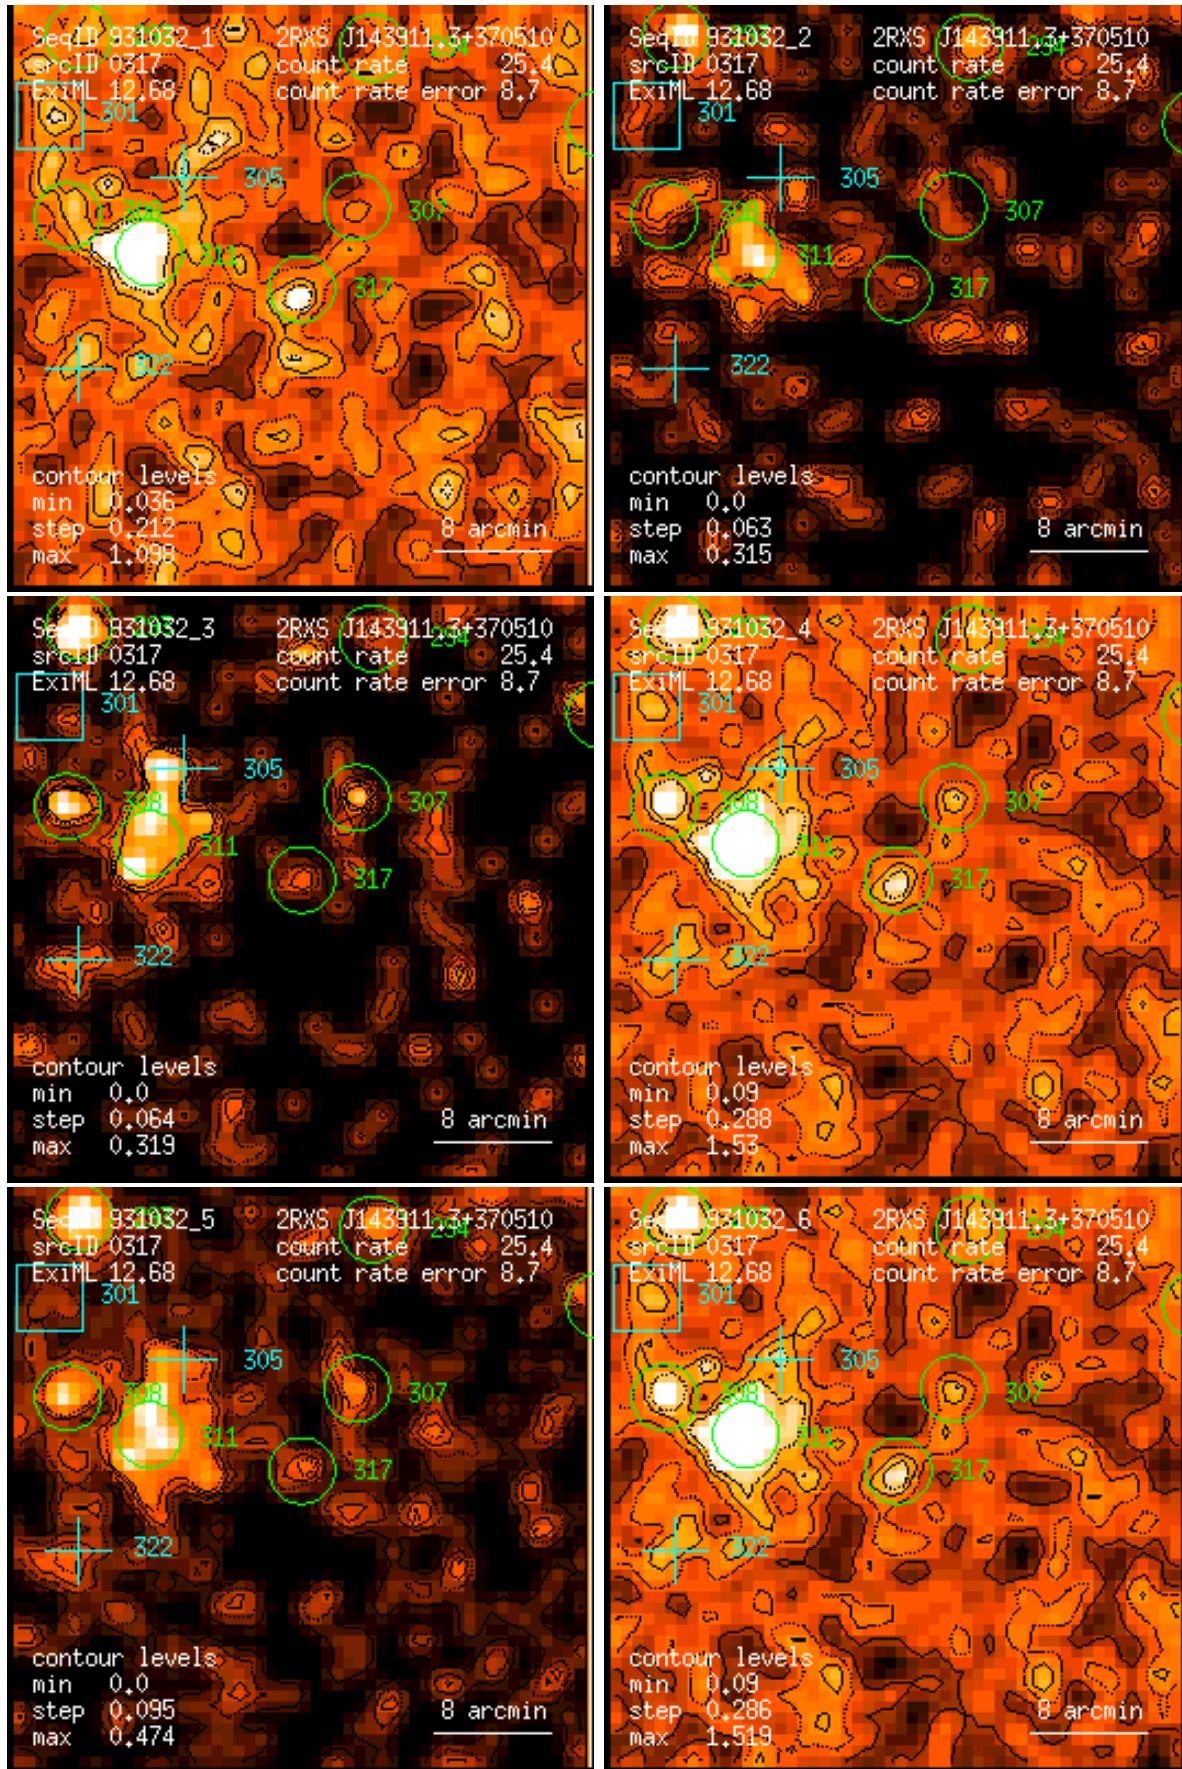 SeqID 931032_1 2RXS J143911.3+370510
srcID 0317 count rate 25.4
ExiML 12.68 count rate error 8.7
294
301
305
308
307
311
317
322
contour levels
min 0.036
step 0.212
max 1.098
8 arcmin
SeqID 931032_2 2RXS J143911.3+370510
srcID 0317 count rate 25.4
ExiML 12.68 count rate error 8.7
294
301
305
308
307
311
317
322
contour levels
min 0.0
step 0.063
max 0.315
8 arcmin
931032_3 2RXS J143911.3+370510
srcID 0317 count rate 25.4
ExiML 12.68 count rate error 8.7
294
301
305
308
307
311
317
322
contour levels
min 0.0
step 0.064
max 0.319
8 arcmin
931032_4 2RXS J143911.3+370510
srcID 0317 count rate 25.4
ExiML 12.68 count rate error 8.7
294
301
305
308
307
311
317
322
contour levels
min 0.09
step 0.288
max 1.53
8 arcmin
931032_5 2RXS J143911.3+370510
srcID 0317 count rate 25.4
ExiML 12.68 count rate error 8.7
294
301
305
308
307
311
317
322
contour levels
min 0.0
step 0.095
max 0.474
8 arcmin
931032_6 2RXS J143911.3+370510
srcID 0317 count rate 25.4
ExiML 12.68 count rate error 8.7
294
301
305
308
307
311
317
322
contour levels
min 0.09
step 0.286
max 1.519
8 arcmin